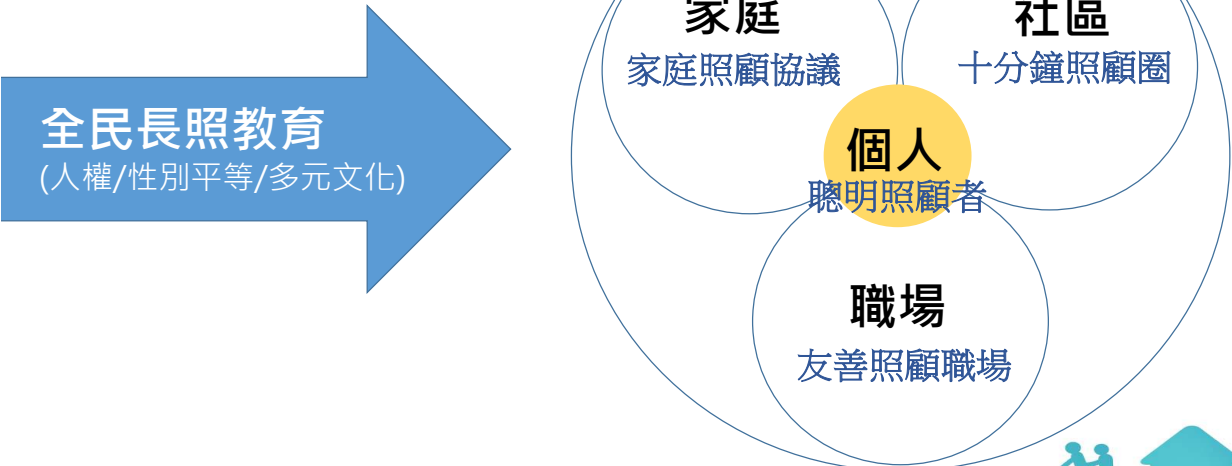 全民長照教育
(人權/性別平等/多元文化)
家庭
家庭照顧協議
社區
十分鐘照顧圈
個人
聰明照顧者
職場
友善照顧職場